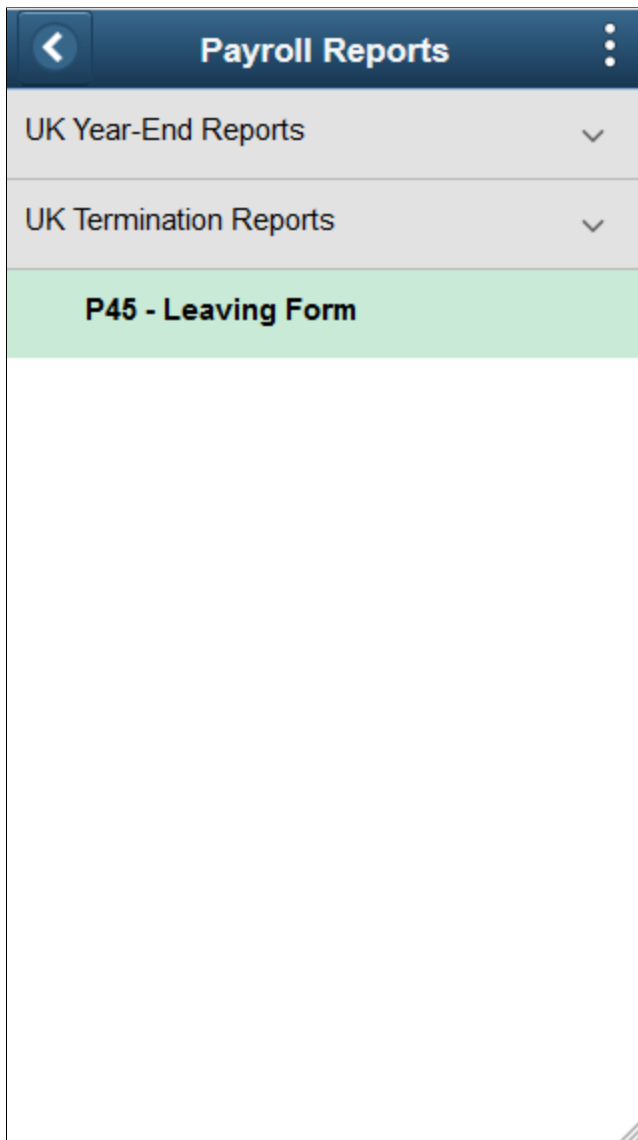 Payroll Reports
UK Year-End Reports
UK Termination Reports
P45 - Leaving Form